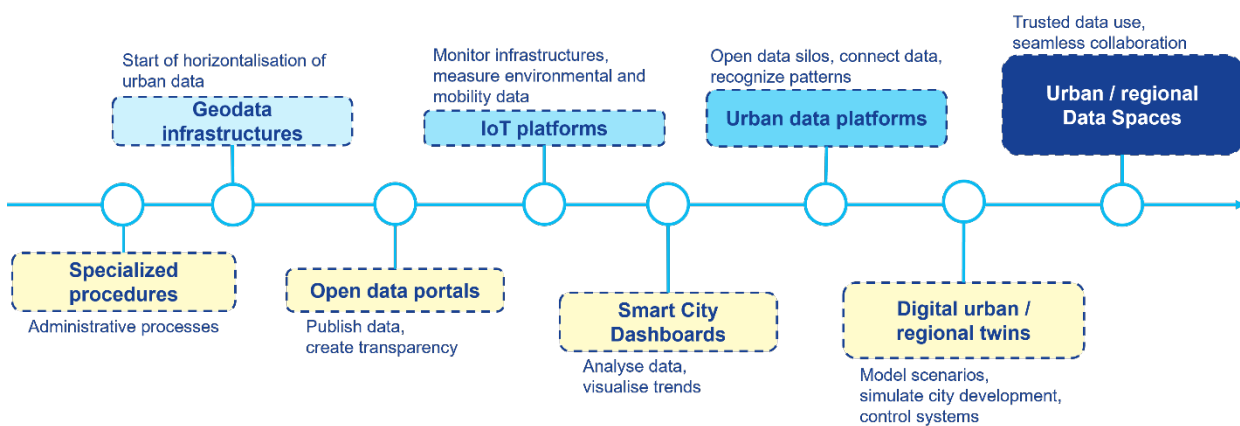 Trusted data use,
seamless collaboration
Start of horizontalisation of
urban data
Monitor infrastructures,
measure environmental and
mobility data
Open data silos, connect data,
recognize patterns
Geodata
infrastructures
IoT platforms
Urban data platforms
Urban / regional
Data Spaces
Specialized
procedures
Administrative processes
Open data portals
Publish data,
create transparency
Smart City
Dashboards
Analyse data,
visualise trends
Digital urban /
regional twins
Model scenarios,
simulate city development,
control systems